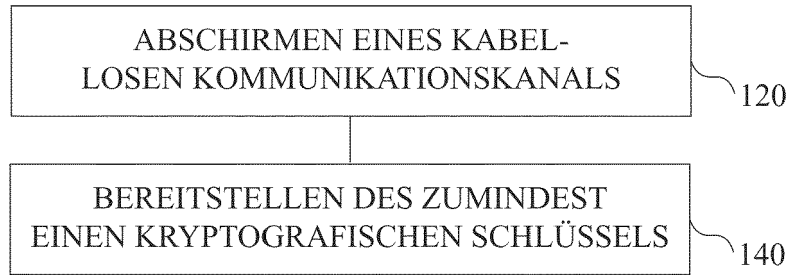 ABSCHIRMEN EINES KABEL-
LOSEN KOMMUNIKATIONSKANALS
120
BEREITSTELLEN DES ZUMINDEST
EINEN KRYPTOGRAFISCHEN SCHLÜSSELS
140